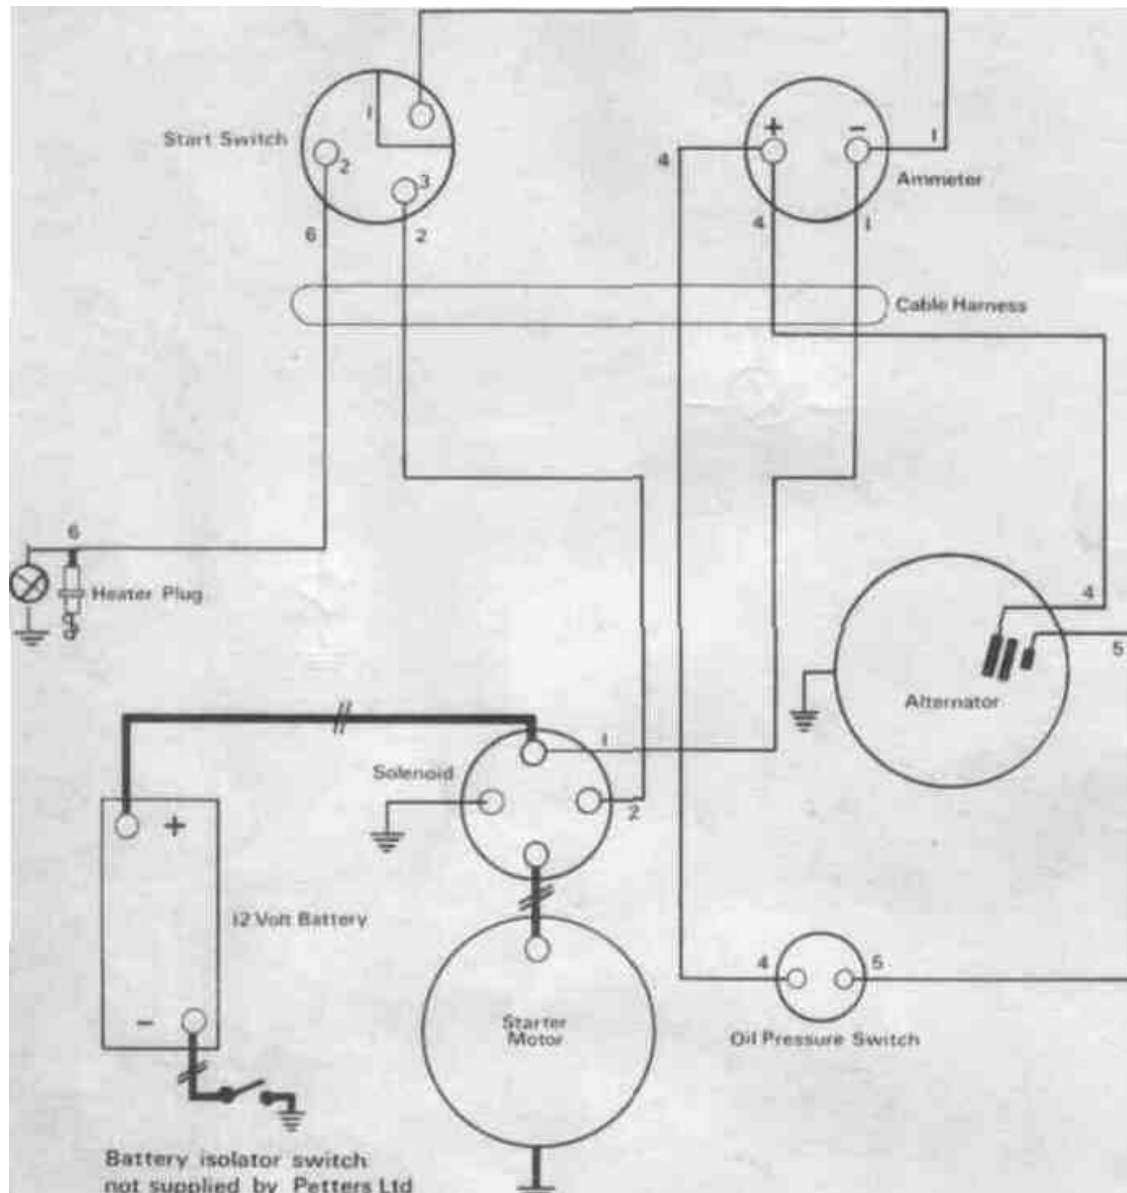 1
Start Switch
2
3
6
2
+
-
4
1
Ammeter
4
1
Cable Harness
6
Heater Plug
4
5
Alternator
1
Solenoid
2
+
12 Volt Battery
-
4
5
Starter
Motor
Oil Pressure Switch
Battery isolator switch
not supplied by Petters Ltd